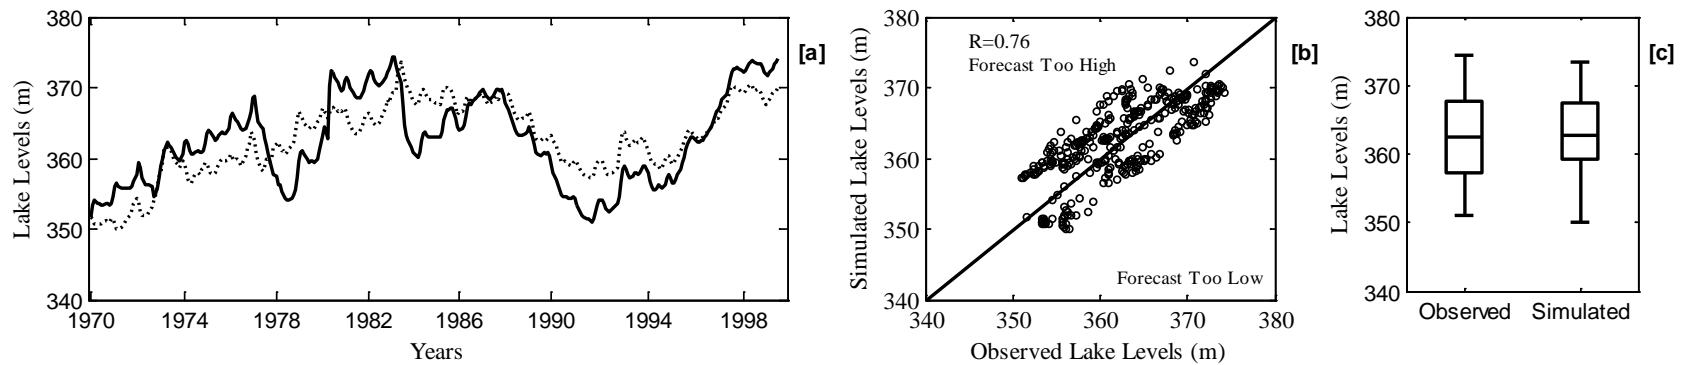 380
370
360
350
340
Lake Levels (m)
1970 1974 1978 1982 1986 1990 1994 1998
Years
[a]
380
370
360
350
340
Simulated Lake Levels (m)
R=0.76
Forecast Too High
Forecast Too Low
340 350 360 370 380
Observed Lake Levels (m)
[b]
380
370
360
350
340
Lake Levels (m)
Observed Simulated
[c]